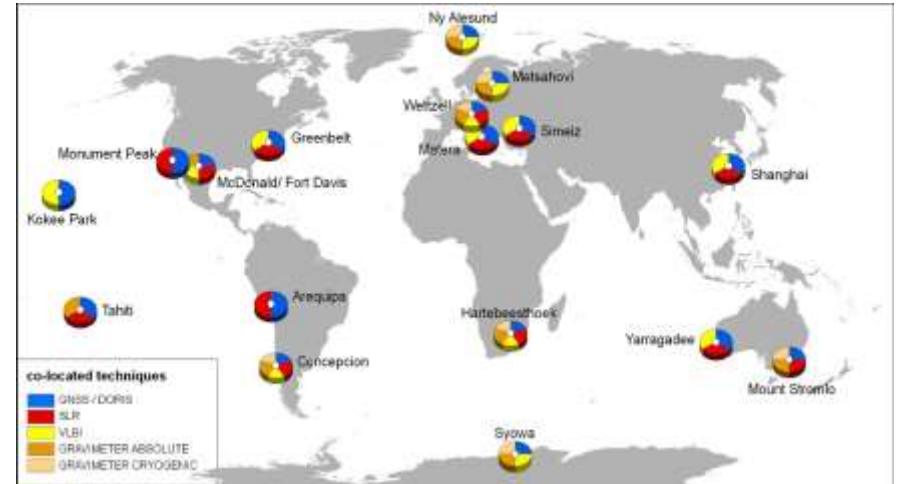 Ny Alesund
Metsahovi
Wettzell
Simeiz
Matera
Greenbelt
Monument Peak
McDonald/ Fort Davis
Shanghai
Kokee Park
Arequipa
Tahiti
Hartebeesthoek
Yarragadee
Concepcion
Mount Stromlo
Syowa
co-located techniques
GNSS / DORIS
SLR
VLBI
GRAVIMETER ABSOLUTE
GRAVIMETER CRYOGENIC